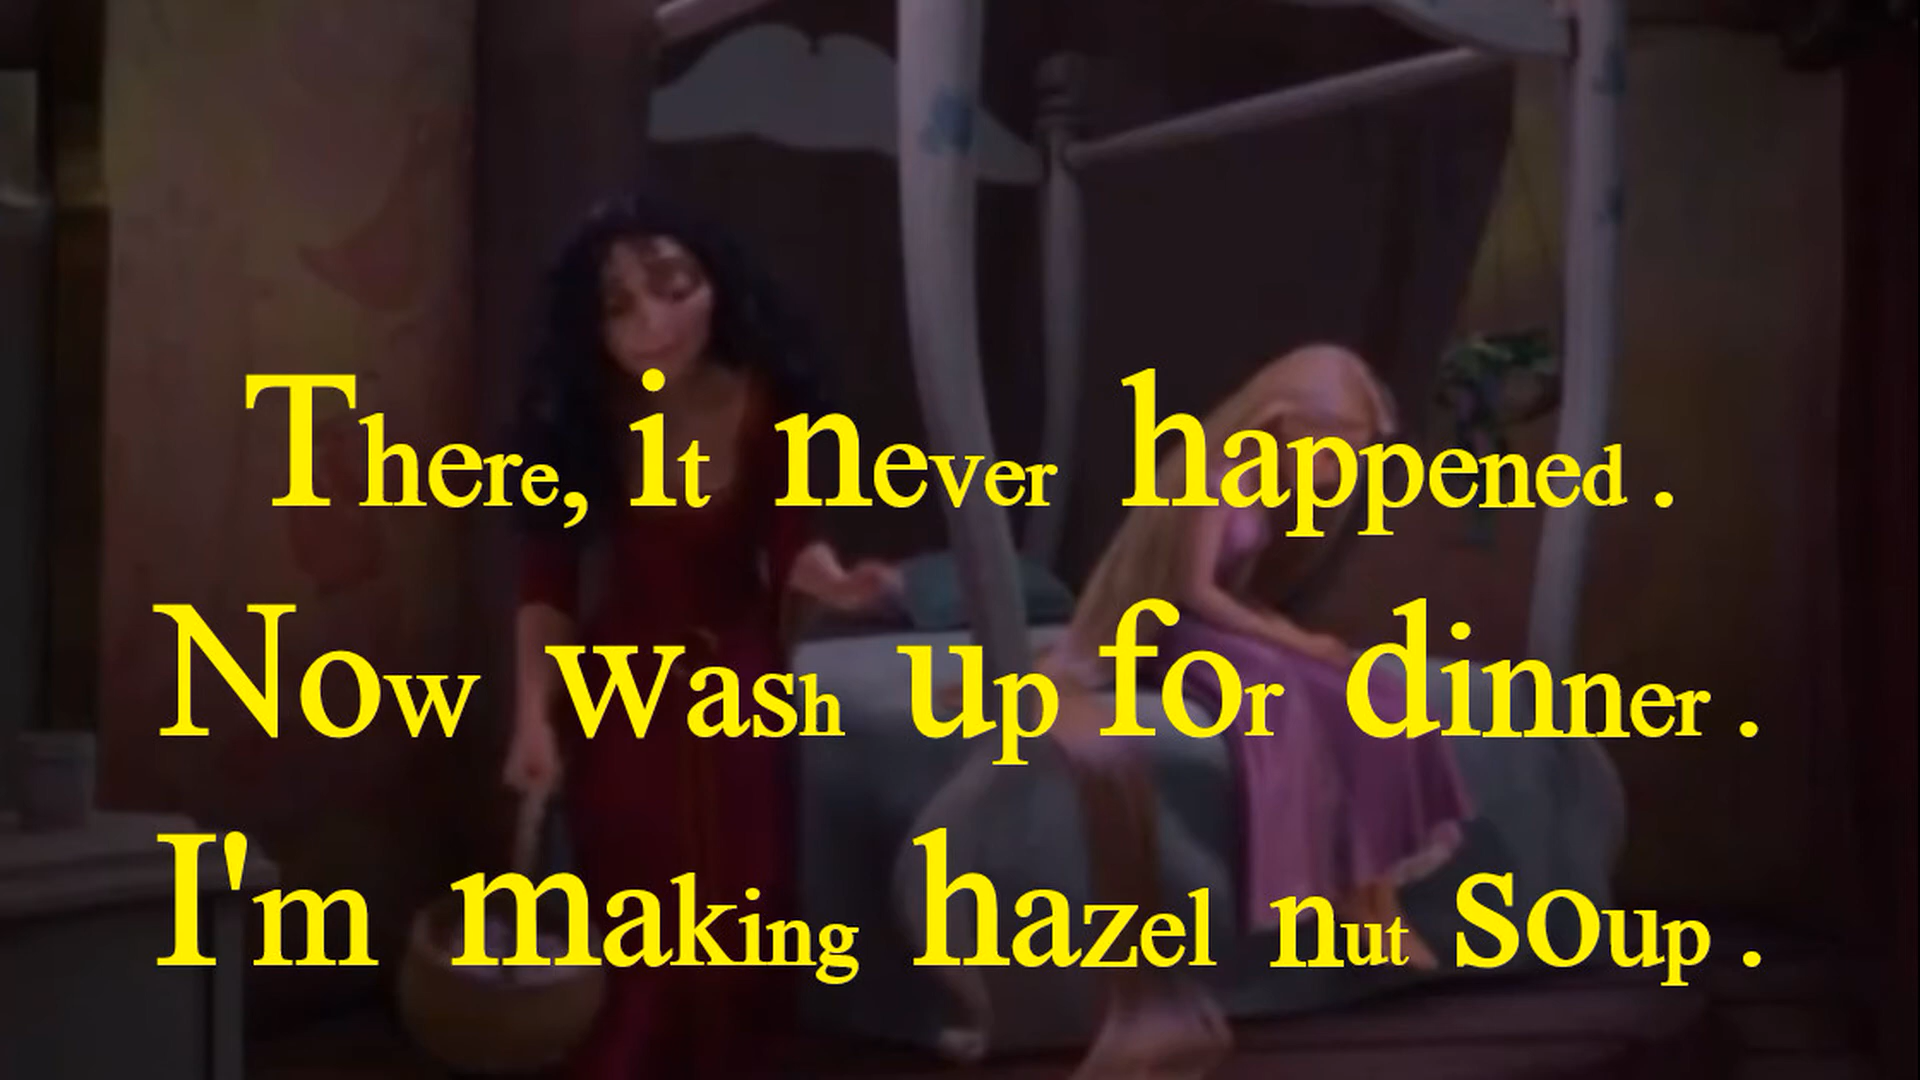 There, it never happened.
Now wash up for dinner.
I'm making hazel nut soup.